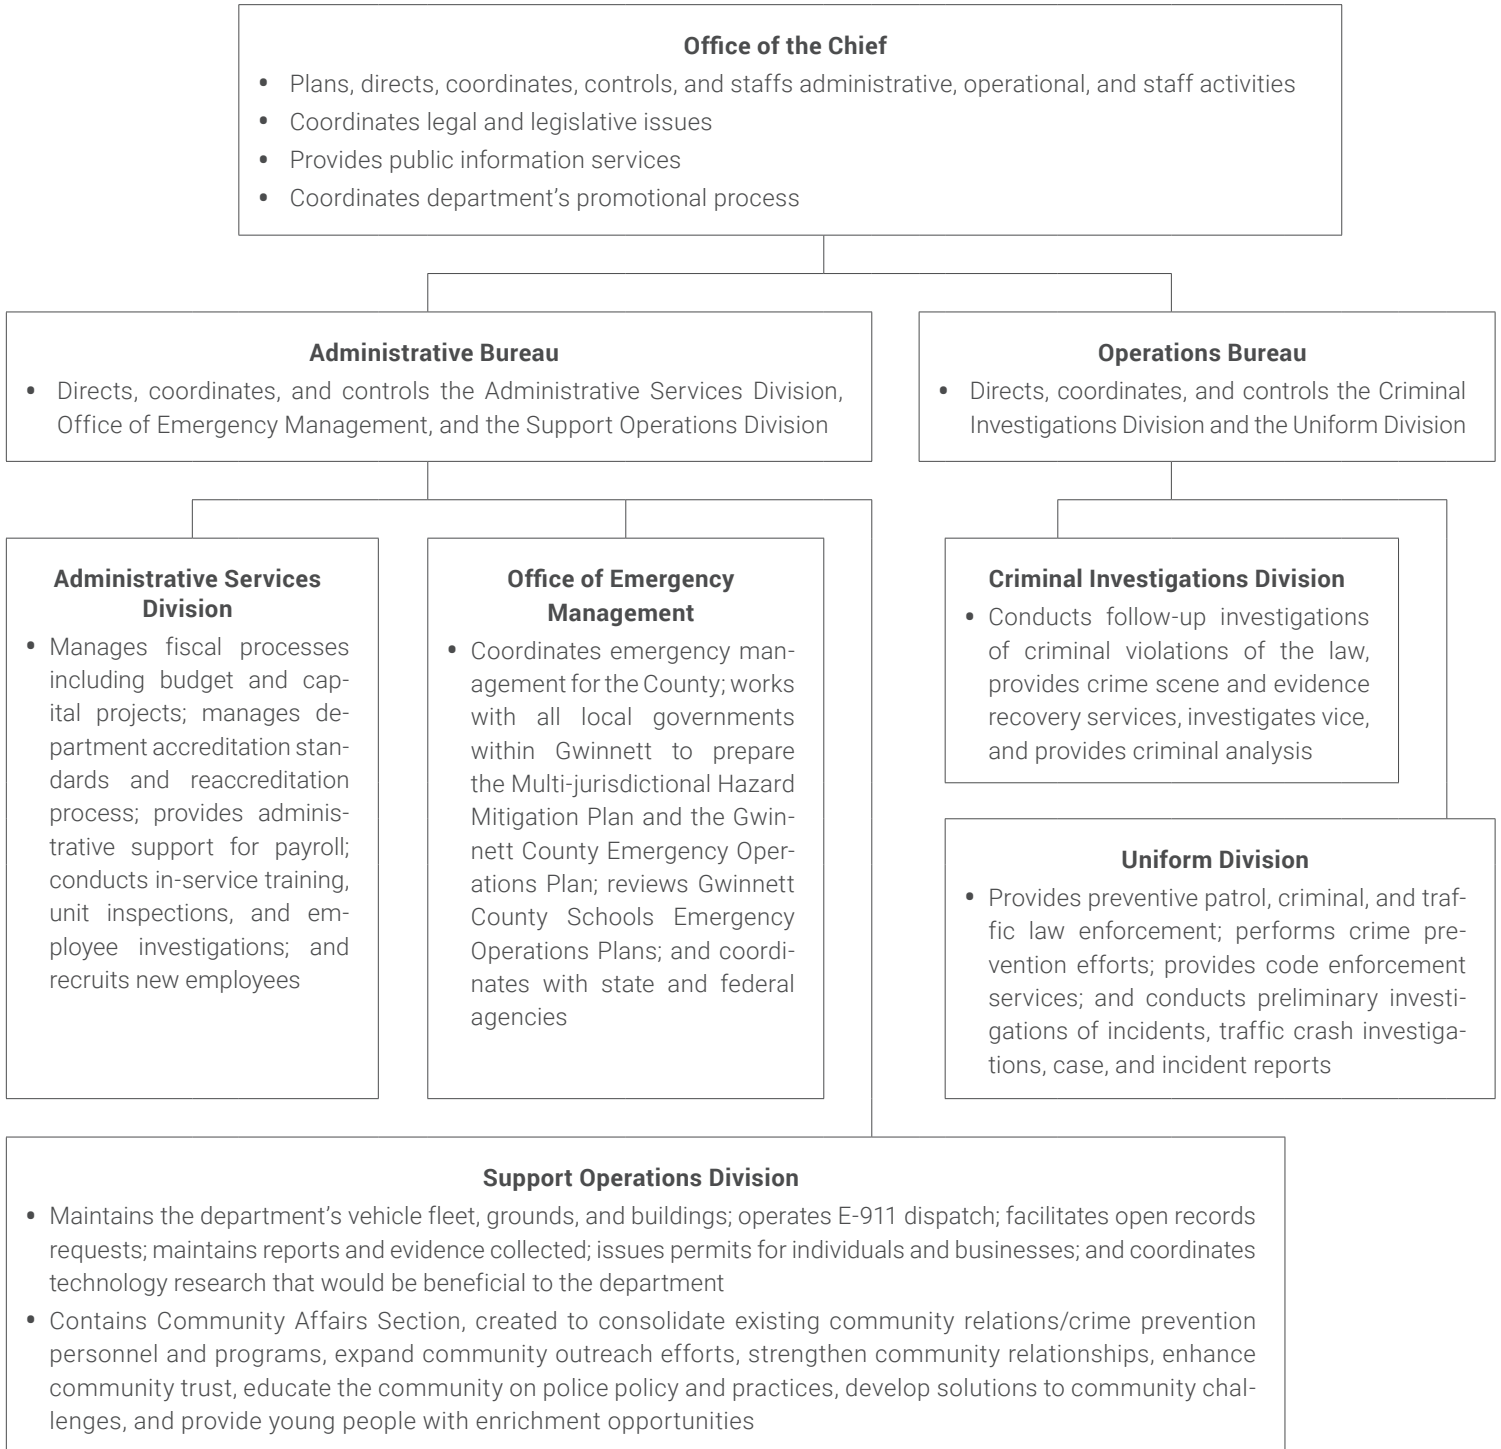 Office of the Chief
• Plans, directs, coordinates, controls, and staffs administrative, operational, and staff activities
• Coordinates legal and legislative issues
• Provides public information services
• Coordinates department’s promotional process
Administrative Bureau
• Directs, coordinates, and controls the Administrative Services Division,
Office of Emergency Management, and the Support Operations Division
Operations Bureau
• Directs, coordinates, and controls the Criminal
Investigations Division and the Uniform Division
Administrative Services
Division
• Manages fiscal processes
including budget and cap-
ital projects; manages de-
partment accreditation stan-
dards and reaccreditation
process; provides adminis-
trative support for payroll;
conducts in-service training,
unit inspections, and em-
ployee investigations; and
recruits new employees
Office of Emergency
Management
• Coordinates emergency man-
agement for the County; works
with all local governments
within Gwinnett to prepare
the Multi-jurisdictional Hazard
Mitigation Plan and the Gwin-
nett County Emergency Oper-
ations Plan; reviews Gwinnett
County Schools Emergency
Operations Plans; and coordi-
nates with state and federal
agencies
Criminal Investigations Division
• Conducts follow-up investigations
of criminal violations of the law,
provides crime scene and evidence
recovery services, investigates vice,
and provides criminal analysis
Uniform Division
• Provides preventive patrol, criminal, and traf-
fic law enforcement; performs crime pre-
vention efforts; provides code enforcement
services; and conducts preliminary investi-
gations of incidents, traffic crash investiga-
tions, case, and incident reports
Support Operations Division
• Maintains the department’s vehicle fleet, grounds, and buildings; operates E-911 dispatch; facilitates open records
requests; maintains reports and evidence collected; issues permits for individuals and businesses; and coordinates
technology research that would be beneficial to the department
• Contains Community Affairs Section, created to consolidate existing community relations/crime prevention
personnel and programs, expand community outreach efforts, strengthen community relationships, enhance
community trust, educate the community on police policy and practices, develop solutions to community chal-
lenges, and provide young people with enrichment opportunities